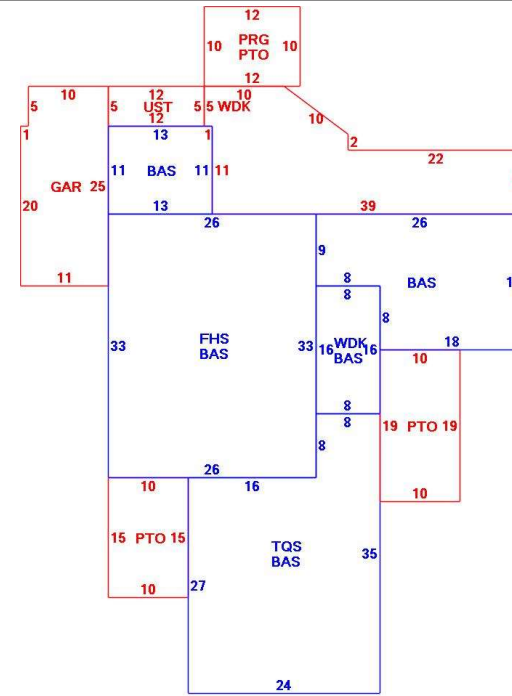 12
10 PRG 10
PTO
12
10 12 10
5 5 UST 5 5 WDK
12 10
1 13 1 2
22
11 BAS 11 11
GAR 25
20 13 39
26 26
9
11 8 BAS 1
8
8
FHS WDK
33 BAS 33 16 BAS 16 18
10
8
8 19 PTO 19
8
26 10
10 16
15 PTO 15 TQS 35
BAS
10 27
24